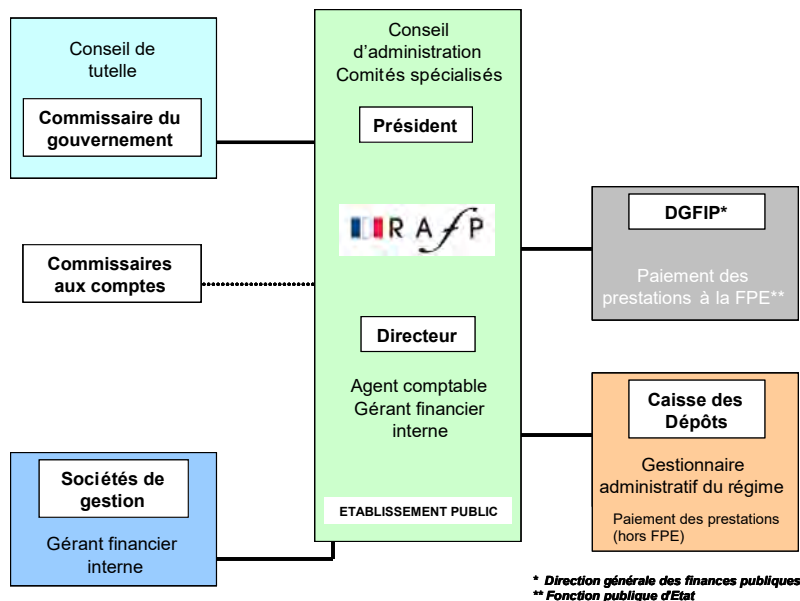 Conseil de
tutelle
Commissaire du
gouvernement
Commissaires
aux comptes
Sociétés de
gestion
Gérant financier
interne
Conseil
d'administration
Comités spécialisés
Président
RAfP
Directeur
Agent comptable
Gérant financier
interne
ETABLISSEMENT PUBLIC
DGFIP*
Paiement des
prestations à la FPE**
Caisse des
Dépôts
Gestionnaire
administratif du régime
Paiement des prestations
(hors FPE)
* Direction générale des finances publiques
** Fonction publique d'Etat